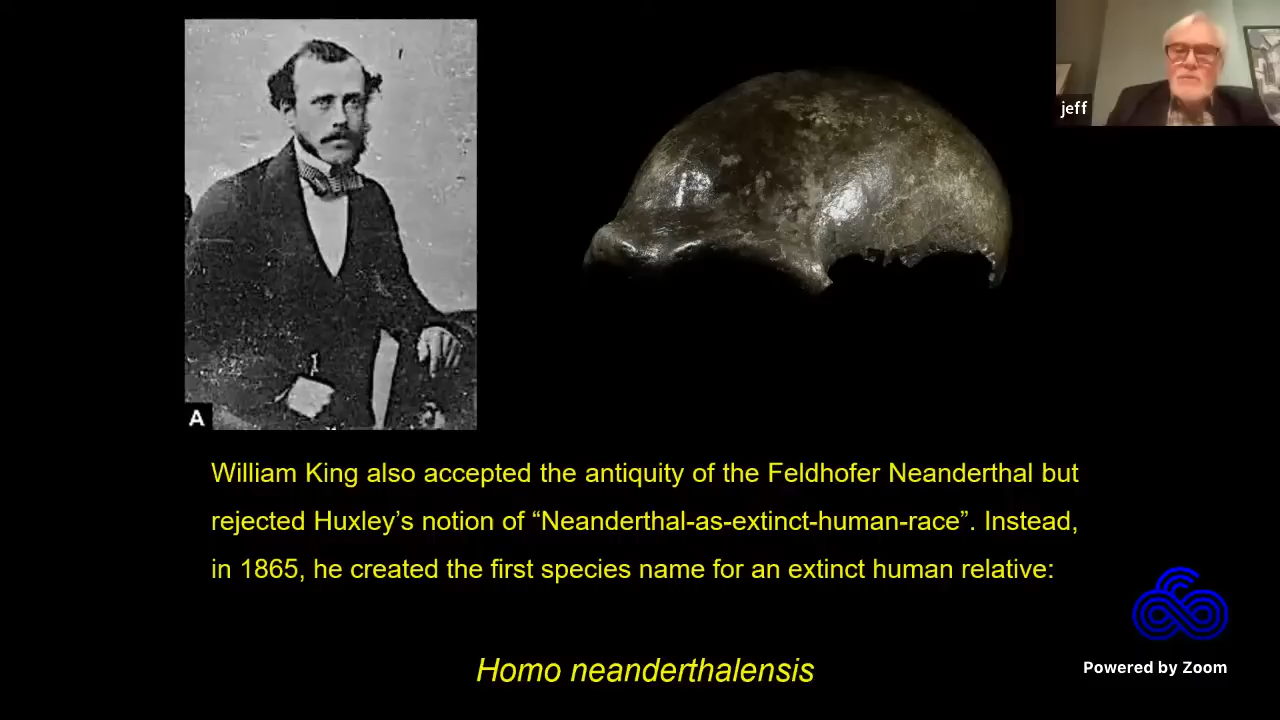 jeff
A
William King also accepted the antiquity of the Feldhofer Neanderthal but
rejected Huxley’s notion of “Neanderthal-as-extinct-human-race”. Instead,
in 1865, he created the first species name for an extinct human relative:
Homo neanderthalensis
Powered by Zoom